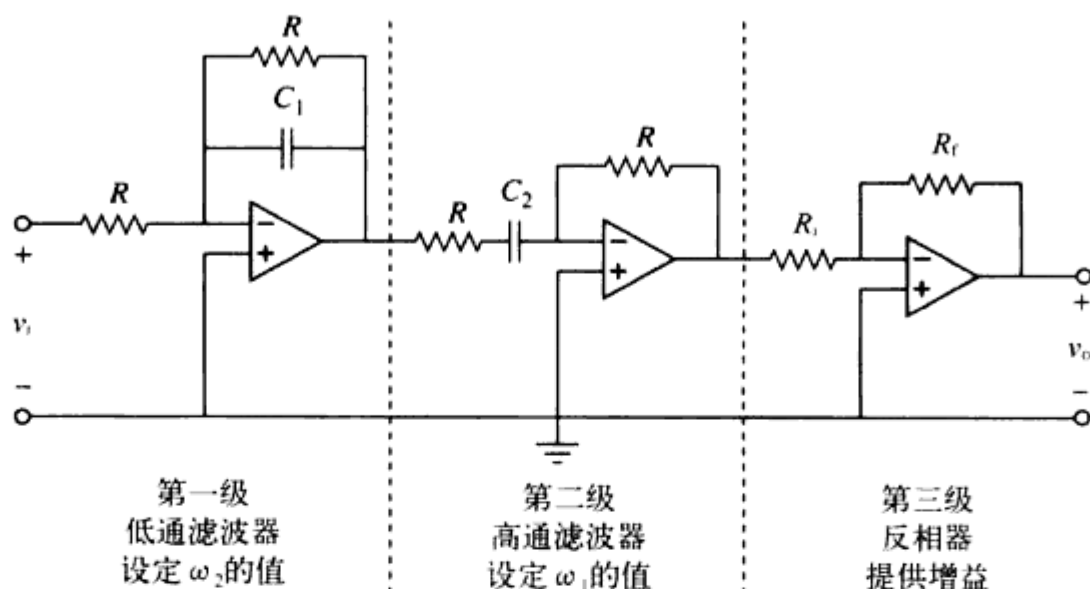 R
C₁
R
R
C₂
R
Rᵢ
R_f
−
+
−
+
−
+
+
vᵢ
−
+
v₀
−
第一级
低通滤波器
设定 ω₂的值
第二级
高通滤波器
设定 ω₁的值
第三级
反相器
提供增益